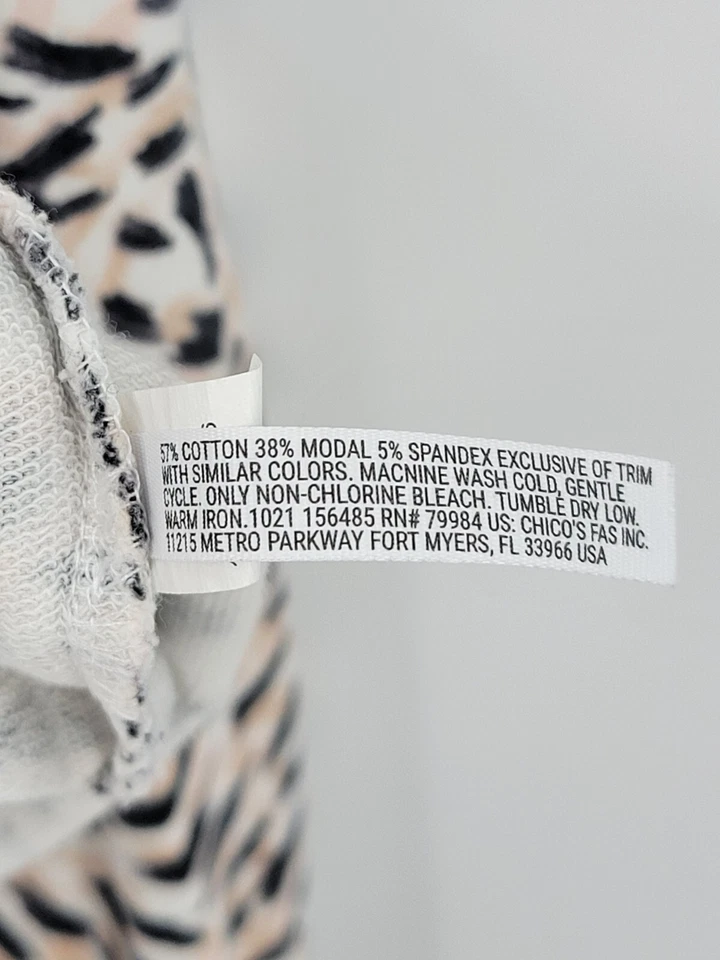 57% COTTON 38% MODAL 5% SPANDEX EXCLUSIVE OF TRIM
WITH SIMILAR COLORS. MACNINE WASH COLD, GENTLE
CYCLE. ONLY NON-CHLORINE BLEACH. TUMBLE DRY LOW.
WARM IRON.1021 156485 RN# 79984 US: CHICO'S FAS INC.
11215 METRO PARKWAY FORT MYERS, FL 33966 USA